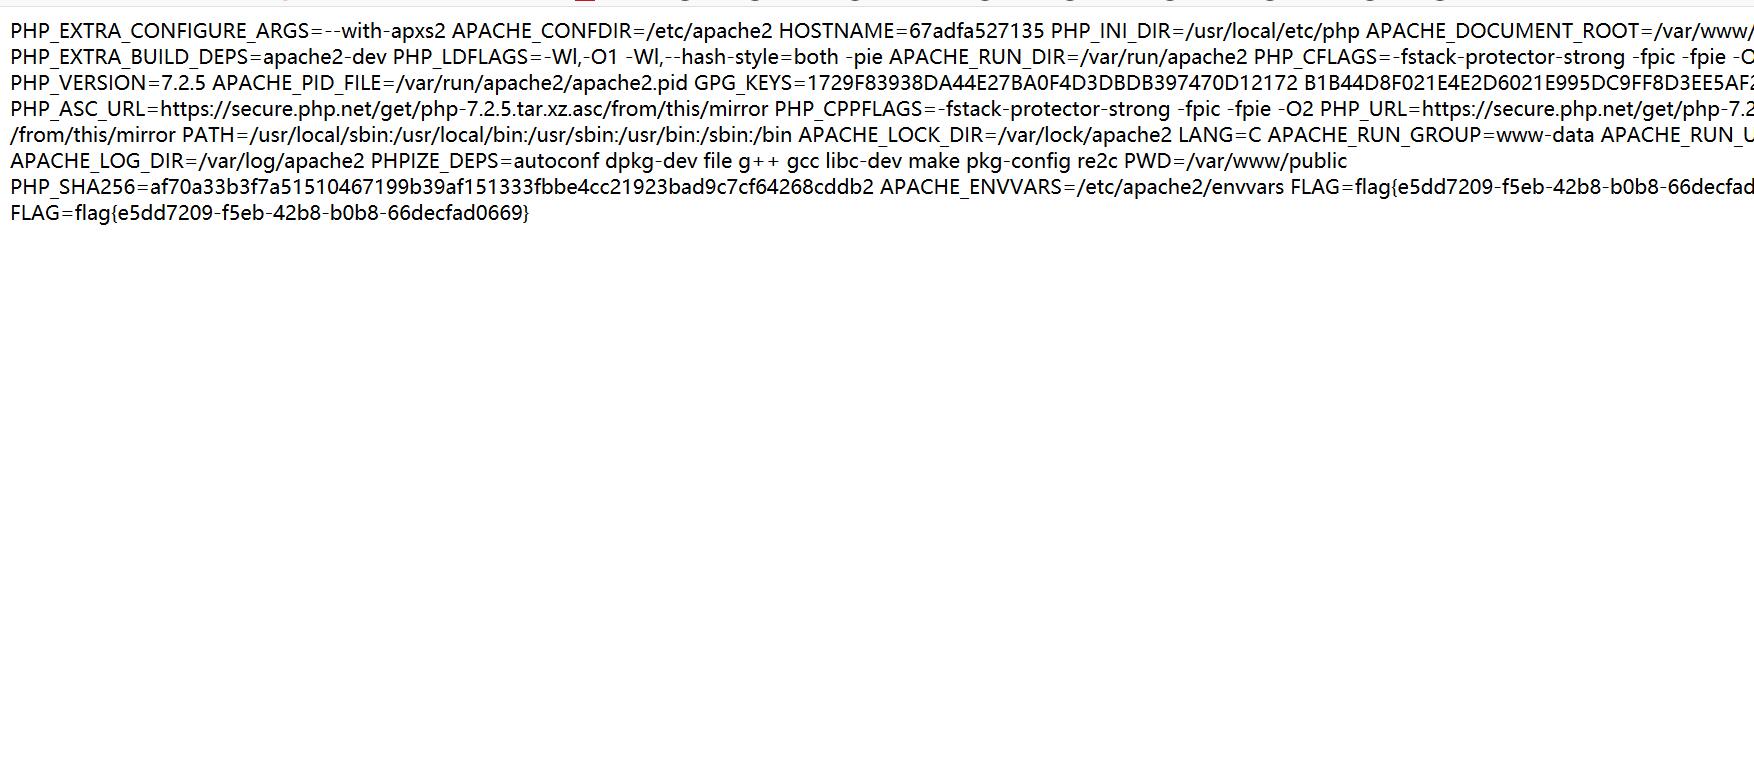 PHP_EXTRA_CONFIGURE_ARGS=--with-apxs2 APACHE_CONFDIR=/etc/apache2 HOSTNAME=67adfa527135 PHP_INI_DIR=/usr/local/etc/php APACHE_DOCUMENT_ROOT=/var/www/
PHP_EXTRA_BUILD_DEPS=apache2-dev PHP_LDFLAGS=-Wl,-O1 -Wl,--hash-style=both -pie APACHE_RUN_DIR=/var/run/apache2 PHP_CFLAGS=-fstack-protector-strong -fpic -fpie
PHP_VERSION=7.2.5 APACHE_PID_FILE=/var/run/apache2/apache2.pid GPG_KEYS=1729F83938DA44E27BA0F4D3DBDB397470D12172 B1B44D8F021E4E2D6021E995DC9FF8D3EE5AF2
PHP_ASC_URL=https://secure.php.net/get/php-7.2.5.tar.xz.asc/from/this/mirror PHP_CPPFLAGS=-fstack-protector-strong -fpic -fpie -O2 PHP_URL=https://secure.php.net/get/php-7.2
/from/this/mirror PATH=/usr/local/sbin:/usr/local/bin:/usr/sbin:/usr/bin:/sbin:/bin APACHE_LOCK_DIR=/var/lock/apache2 LANG=C APACHE_RUN_GROUP=www-data APACHE_RUN_U
APACHE_LOG_DIR=/var/log/apache2 PHPIZE_DEPS=autoconf dpkg-dev file g++ gcc libc-dev make pkg-config re2c PWD=/var/www/public
PHP_SHA256=af70a33b3f7a51510467199b39af151333fbbe4cc21923bad9c7cf64268cddb2 APACHE_ENVVARS=/etc/apache2/envvars FLAG=flag{e5dd7209-f5eb-42b8-b0b8-66decfad
FLAG=flag{e5dd7209-f5eb-42b8-b0b8-66decfad0669}